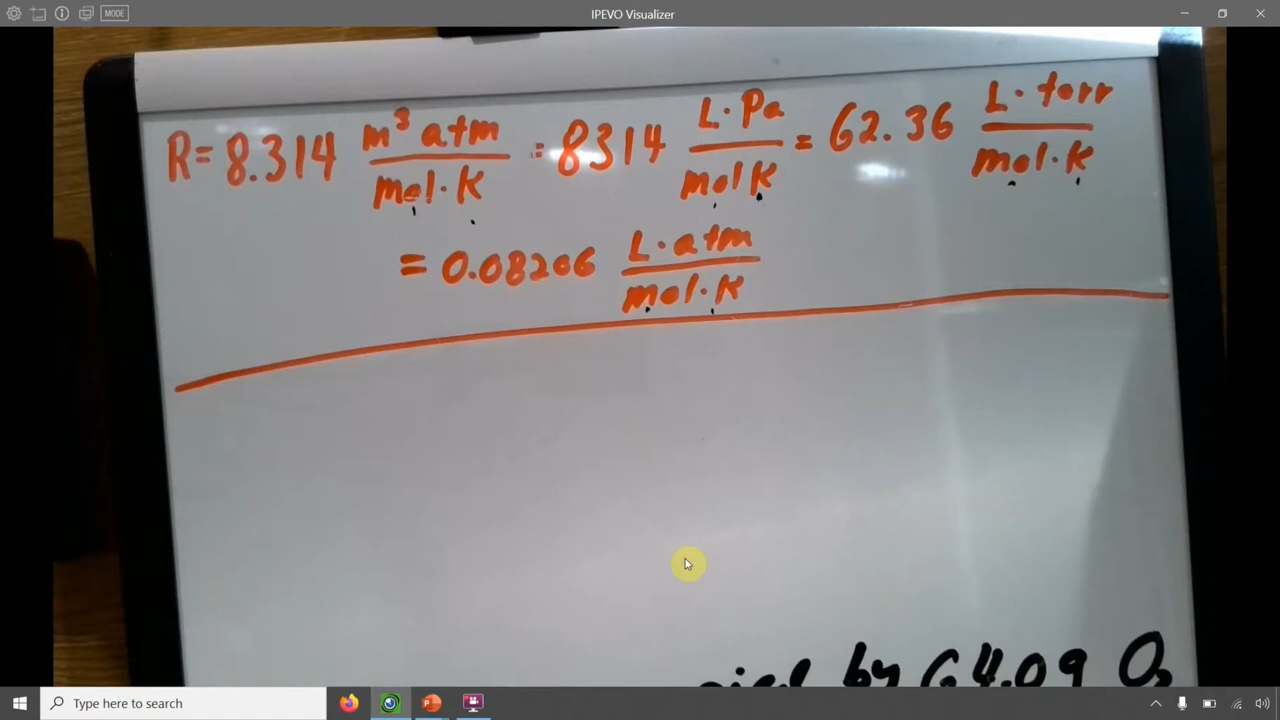 MODE
IPEVO Visualizer
R = 8.314 m³ atm / mol · K = 8314 L · Pa / mol K = 62.36 L · torr / mol · K
= 0.08206 L · atm / mol · K
by 64.0g O₂
Type here to search